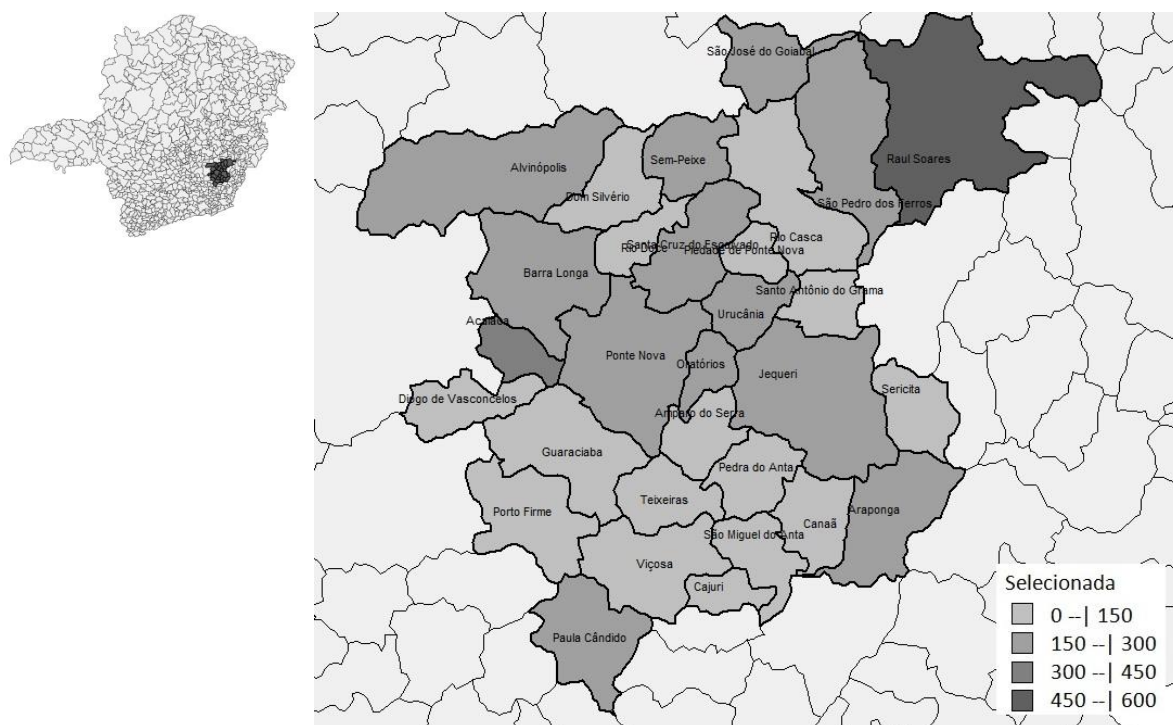 São José do Goiabal
Raul Soares
Alvinópolis
Sem-Peixe
Dom Silvério
São Pedro dos Ferros
Rio Casca
Santa Cruz do Escalvado
Rio Doce
Piedade de Ponte Nova
Barra Longa
Santo Antônio do Grama
Urucânia
Acaiaca
Ponte Nova
Oratórios
Jequeri
Sericita
Diogo de Vasconcelos
Amparo do Serra
Guaraciaba
Pedra do Anta
Teixeiras
Porto Firme
Araponga
Canaã
São Miguel do Anta
Viçosa
Cajuri
Paula Cândido
Selecionada
0 --| 150
150 --| 300
300 --| 450
450 --| 600